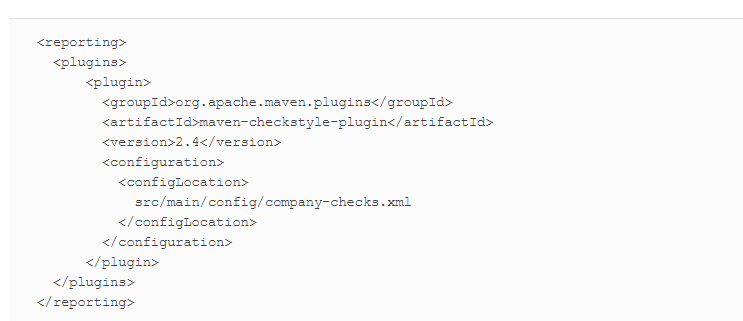 <reporting>
<plugins>
<plugin>
<groupId>org.apache.maven.plugins</groupId>
<artifactId>maven-checkstyle-plugin</artifactId>
<version>2.4</version>
<configuration>
<configLocation>
src/main/config/company-checks.xml
</configLocation>
</configuration>
</plugin>
</plugins>
</reporting>